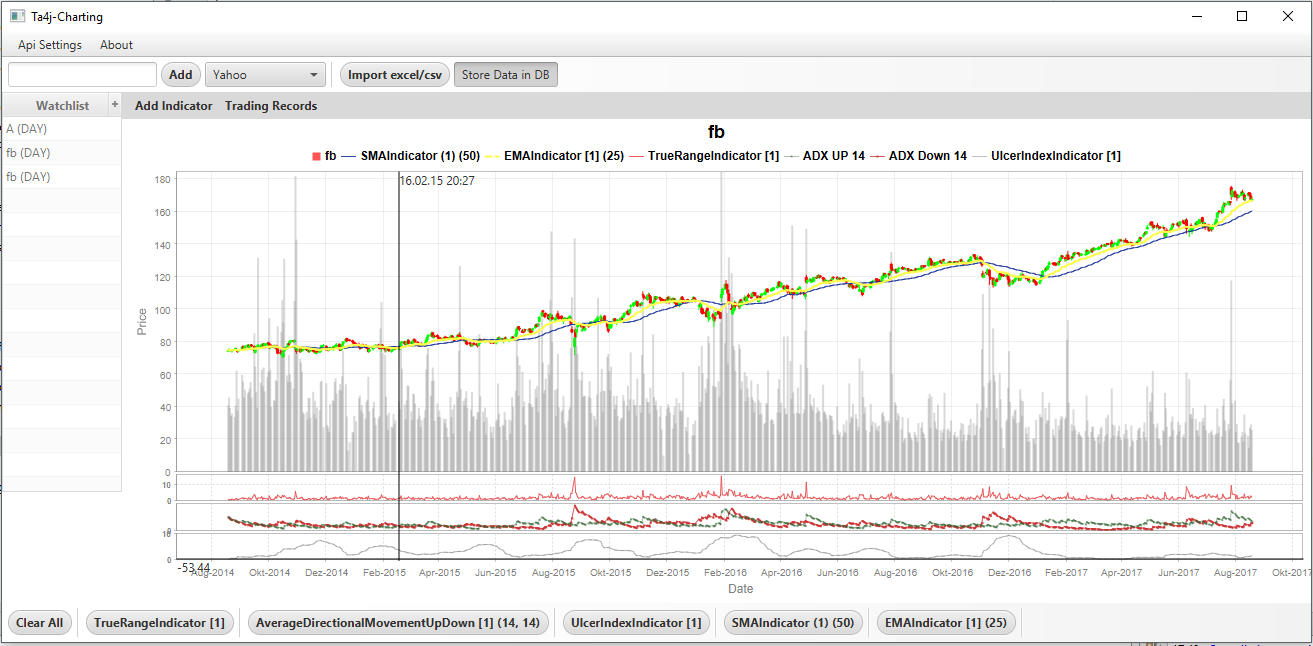 Ta4j-Charting
Api Settings About
Add Yahoo Import excel/csv Store Data in DB
Watchlist + Add Indicator Trading Records
A (DAY)
fb (DAY)
fb (DAY)
fb
fb SMAIndicator (1) (50) EMAIndicator [1] (25) TrueRangeIndicator [1] ADX UP 14 ADX Down 14 UlcerIndexIndicator [1]
16.02.15 20:27
180
160
140
120
100
80
60
40
20
0
Price
10
0
0
10
0
-53.44
Aug-2014 Okt-2014 Dez-2014 Feb-2015 Apr-2015 Jun-2015 Aug-2015 Okt-2015 Dez-2015 Feb-2016 Apr-2016 Jun-2016 Aug-2016 Okt-2016 Dez-2016 Feb-2017 Apr-2017 Jun-2017 Aug-2017 Okt-2017
Date
Clear All TrueRangeIndicator [1] AverageDirectionalMovementUpDown [1] (14, 14) UlcerIndexIndicator [1] SMAIndicator (1) (50) EMAIndicator [1] (25)